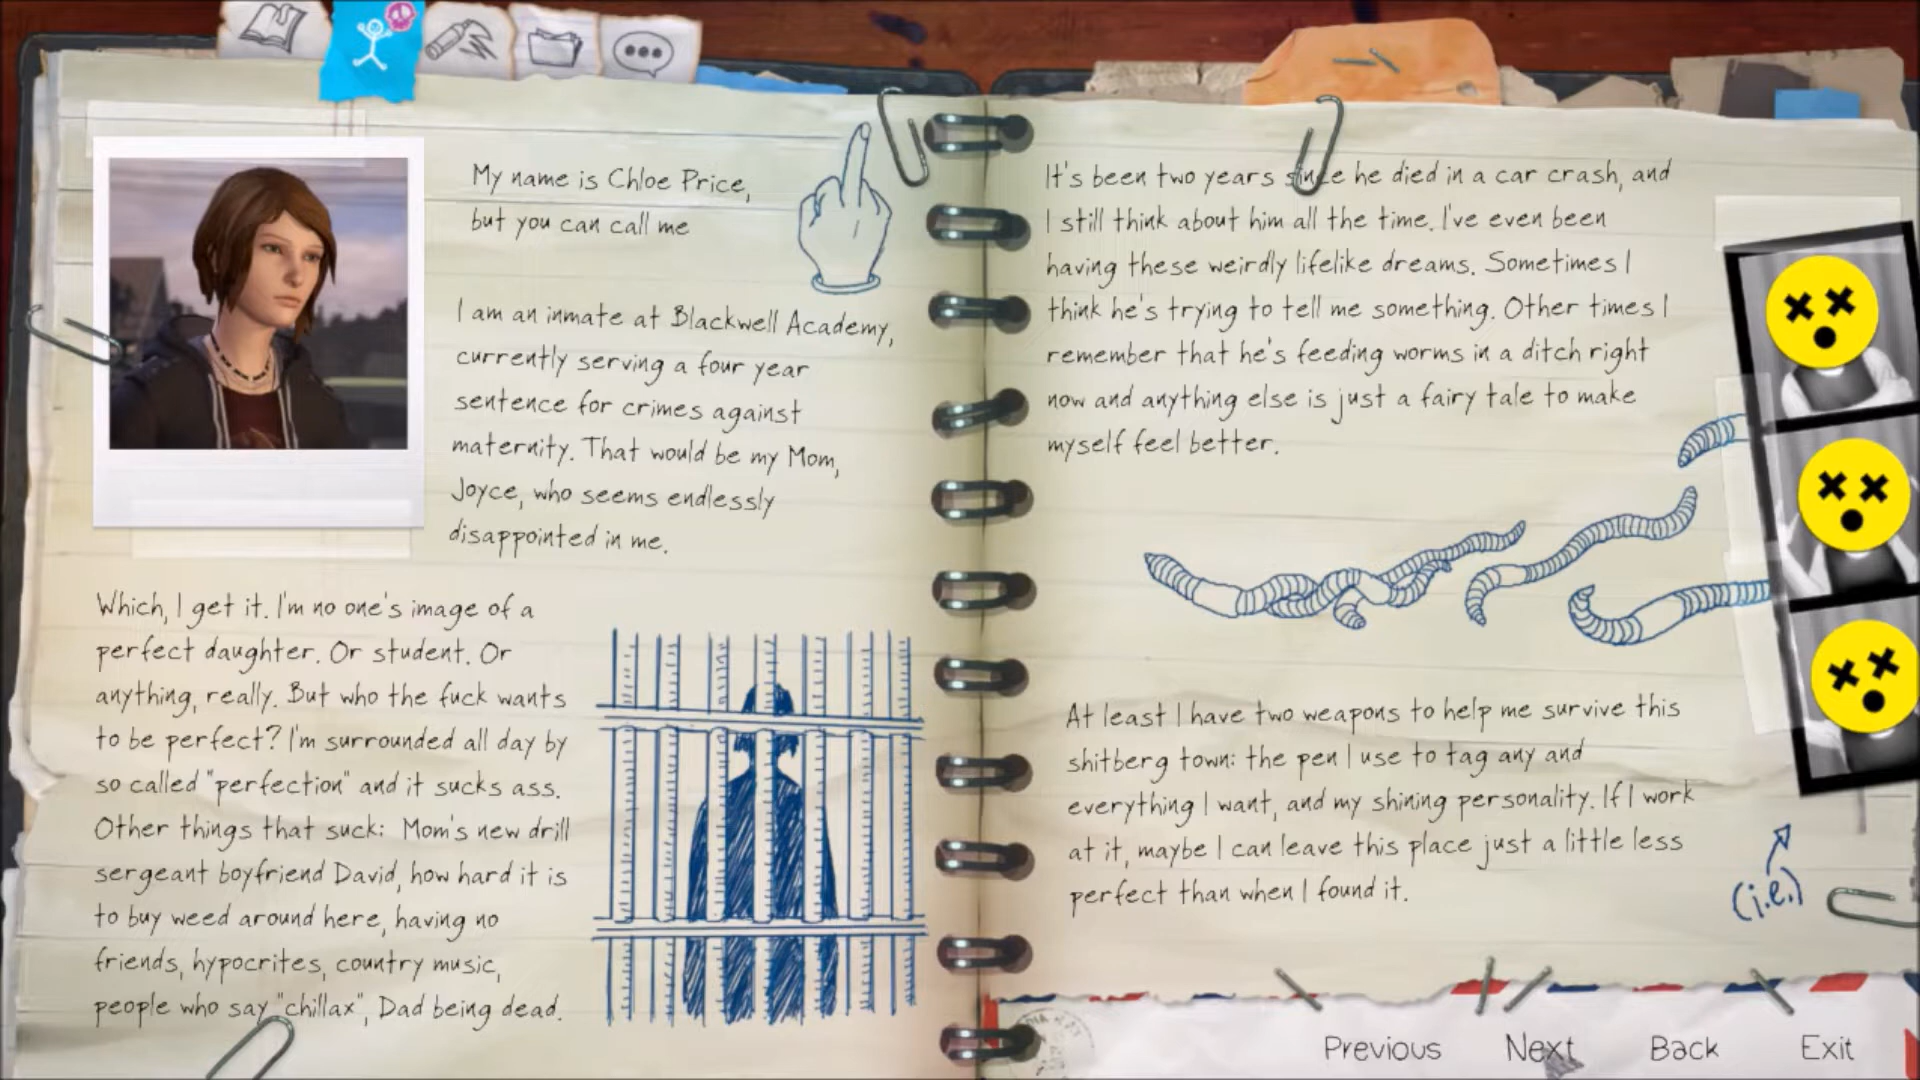 My name is Chloe Price,
but you can call me
I am an inmate at Blackwell Academy,
currently serving a four year
sentence for crimes against
maternity. That would be my Mom,
Joyce, who seems endlessly
disappointed in me.
Which, I get it. I'm no one's image of a
perfect daughter. Or student. Or
anything, really. But who the fuck wants
to be perfect? I'm surrounded all day by
so called "perfection" and it sucks ass.
Other things that suck: Mom's new drill
sergeant boyfriend David, how hard it is
to buy weed around here, having no
friends, hypocrites, country music,
people who say "chillax", Dad being dead.
It's been two years since he died in a car crash, and
I still think about him all the time. I've even been
having these weirdly lifelike dreams. Sometimes I
think he's trying to tell me something. Other times I
remember that he's feeding worms in a ditch right
now and anything else is just a fairy tale to make
myself feel better.
At least I have two weapons to help me survive this
shitberg town: the pen I use to tag any and
everything I want, and my shining personality. If I work
at it, maybe I can leave this place just a little less
perfect than when I found it.
(i.e.)
Previous Next Back Exit